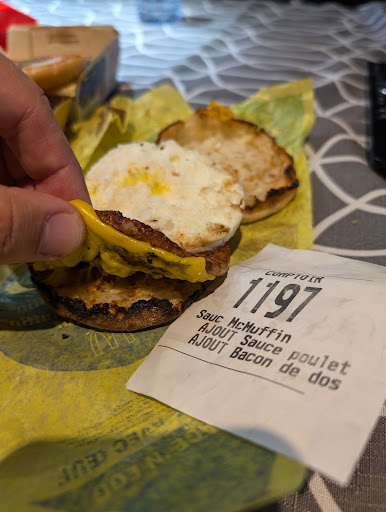 COMPTOIR
1197
Sauc McMuffin
AJOUT Sauce poulet
AJOUT Bacon de dos